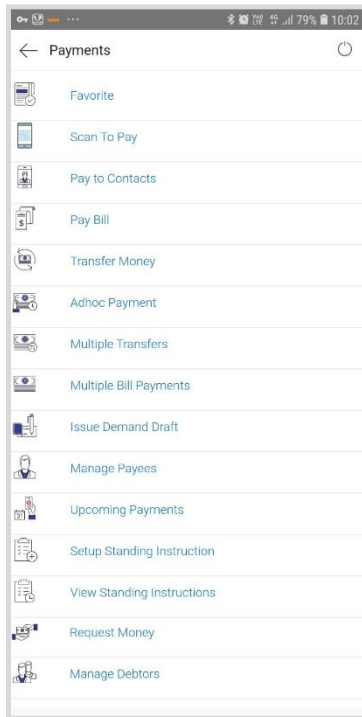 79% 10:02
Payments
Favorite
Scan To Pay
Pay to Contacts
Pay Bill
Transfer Money
Adhoc Payment
Multiple Transfers
Multiple Bill Payments
Issue Demand Draft
Manage Payees
Upcoming Payments
Setup Standing Instruction
View Standing Instructions
Request Money
Manage Debtors